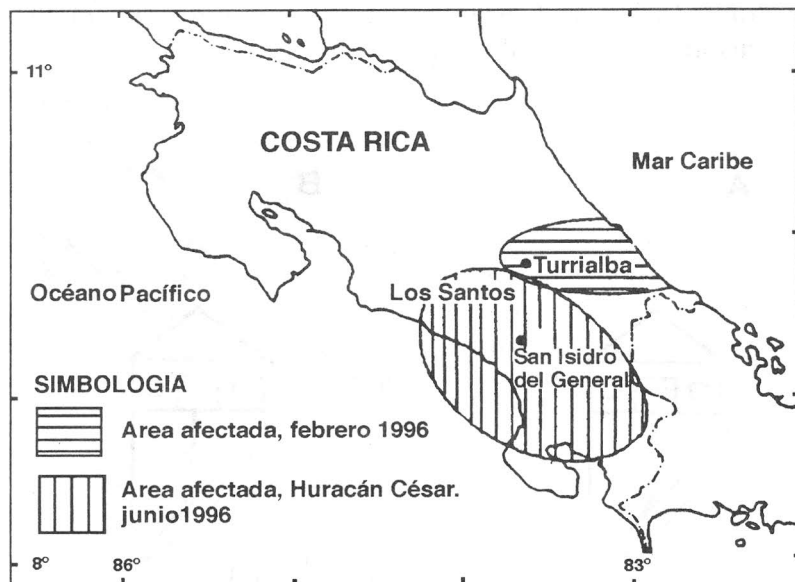 11°
COSTA RICA
Mar Caribe
Turrialba
Océano Pacífico
Los Santos
San Isidro
del General
SIMBOLOGIA
Area afectada, febrero 1996
Area afectada, Huracán César.
junio1996
8°
86°
83°